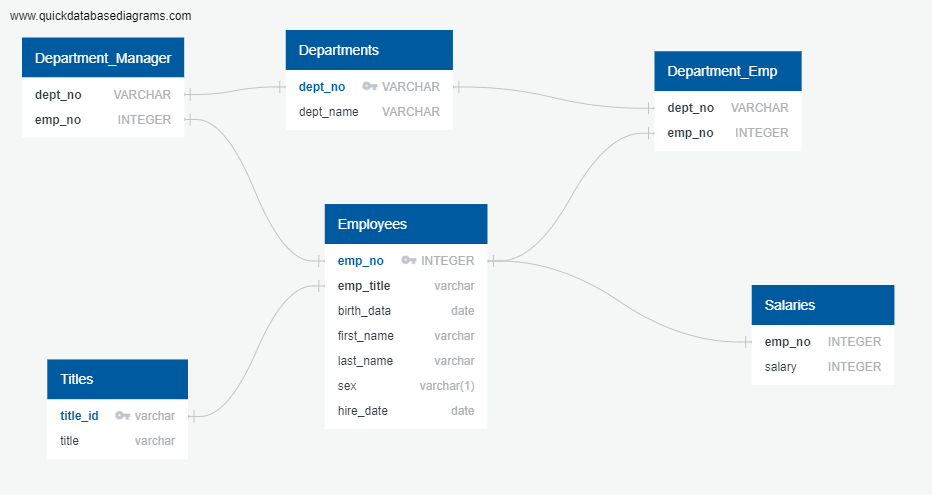 www.quickdatabasediagrams.com
Department_Manager
dept_no VARCHAR
emp_no INTEGER
Departments
dept_no VARCHAR
dept_name VARCHAR
Department_Emp
dept_no VARCHAR
emp_no INTEGER
Employees
emp_no INTEGER
emp_title varchar
birth_data date
first_name varchar
last_name varchar
sex varchar(1)
hire_date date
Salaries
emp_no INTEGER
salary INTEGER
Titles
title_id varchar
title varchar